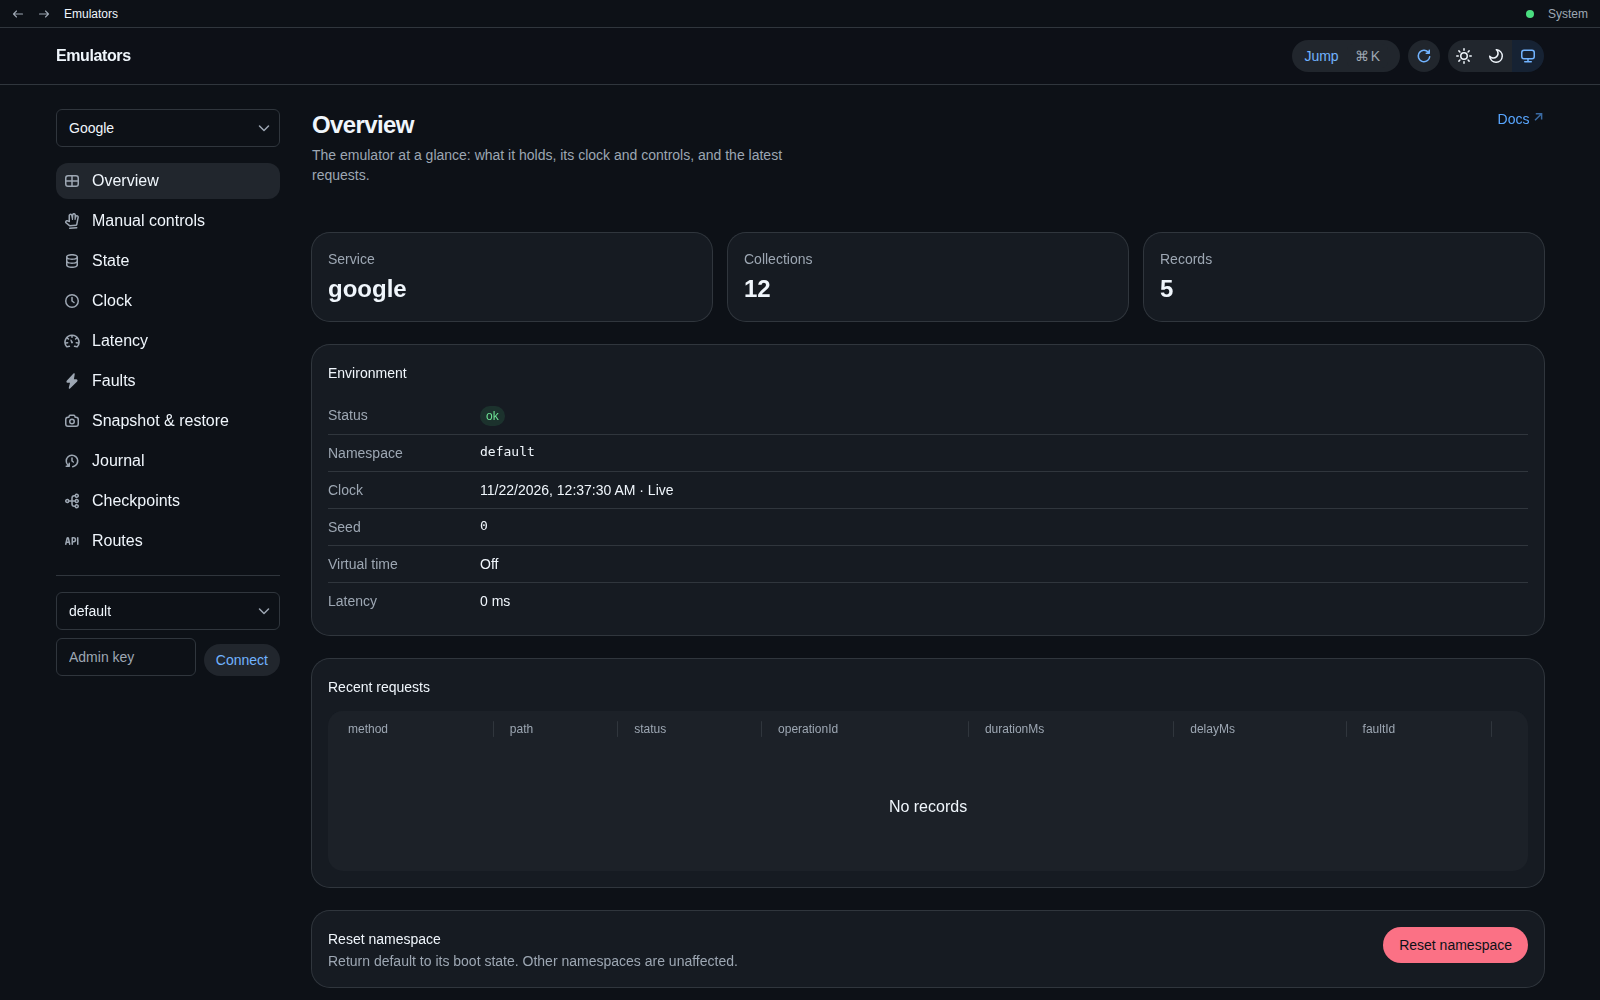 Emulators
System
Emulators
Jump ⌘K
Google
Overview
Manual controls
State
Clock
Latency
Faults
Snapshot & restore
Journal
Checkpoints
API Routes
default
Admin key
Connect
Overview
Docs
The emulator at a glance: what it holds, its clock and controls, and the latest
requests.
Service
google
Collections
12
Records
5
Environment
Status ok
Namespace default
Clock 11/22/2026, 12:37:30 AM · Live
Seed 0
Virtual time Off
Latency 0 ms
Recent requests
method path status operationId durationMs delayMs faultId
No records
Reset namespace
Return default to its boot state. Other namespaces are unaffected.
Reset namespace